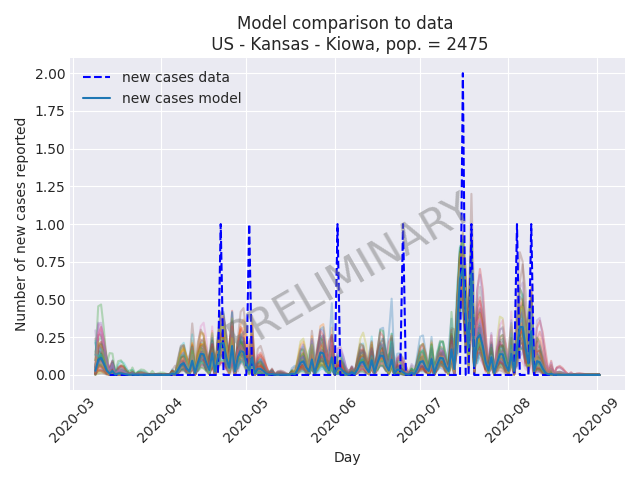 Model comparison to data
US - Kansas - Kiowa, pop. = 2475
new cases data
new cases model
PRELIMINARY
Number of new cases reported
2.00
1.75
1.50
1.25
1.00
0.75
0.50
0.25
0.00
2020-03
2020-04
2020-05
2020-06
2020-07
2020-08
2020-09
Day